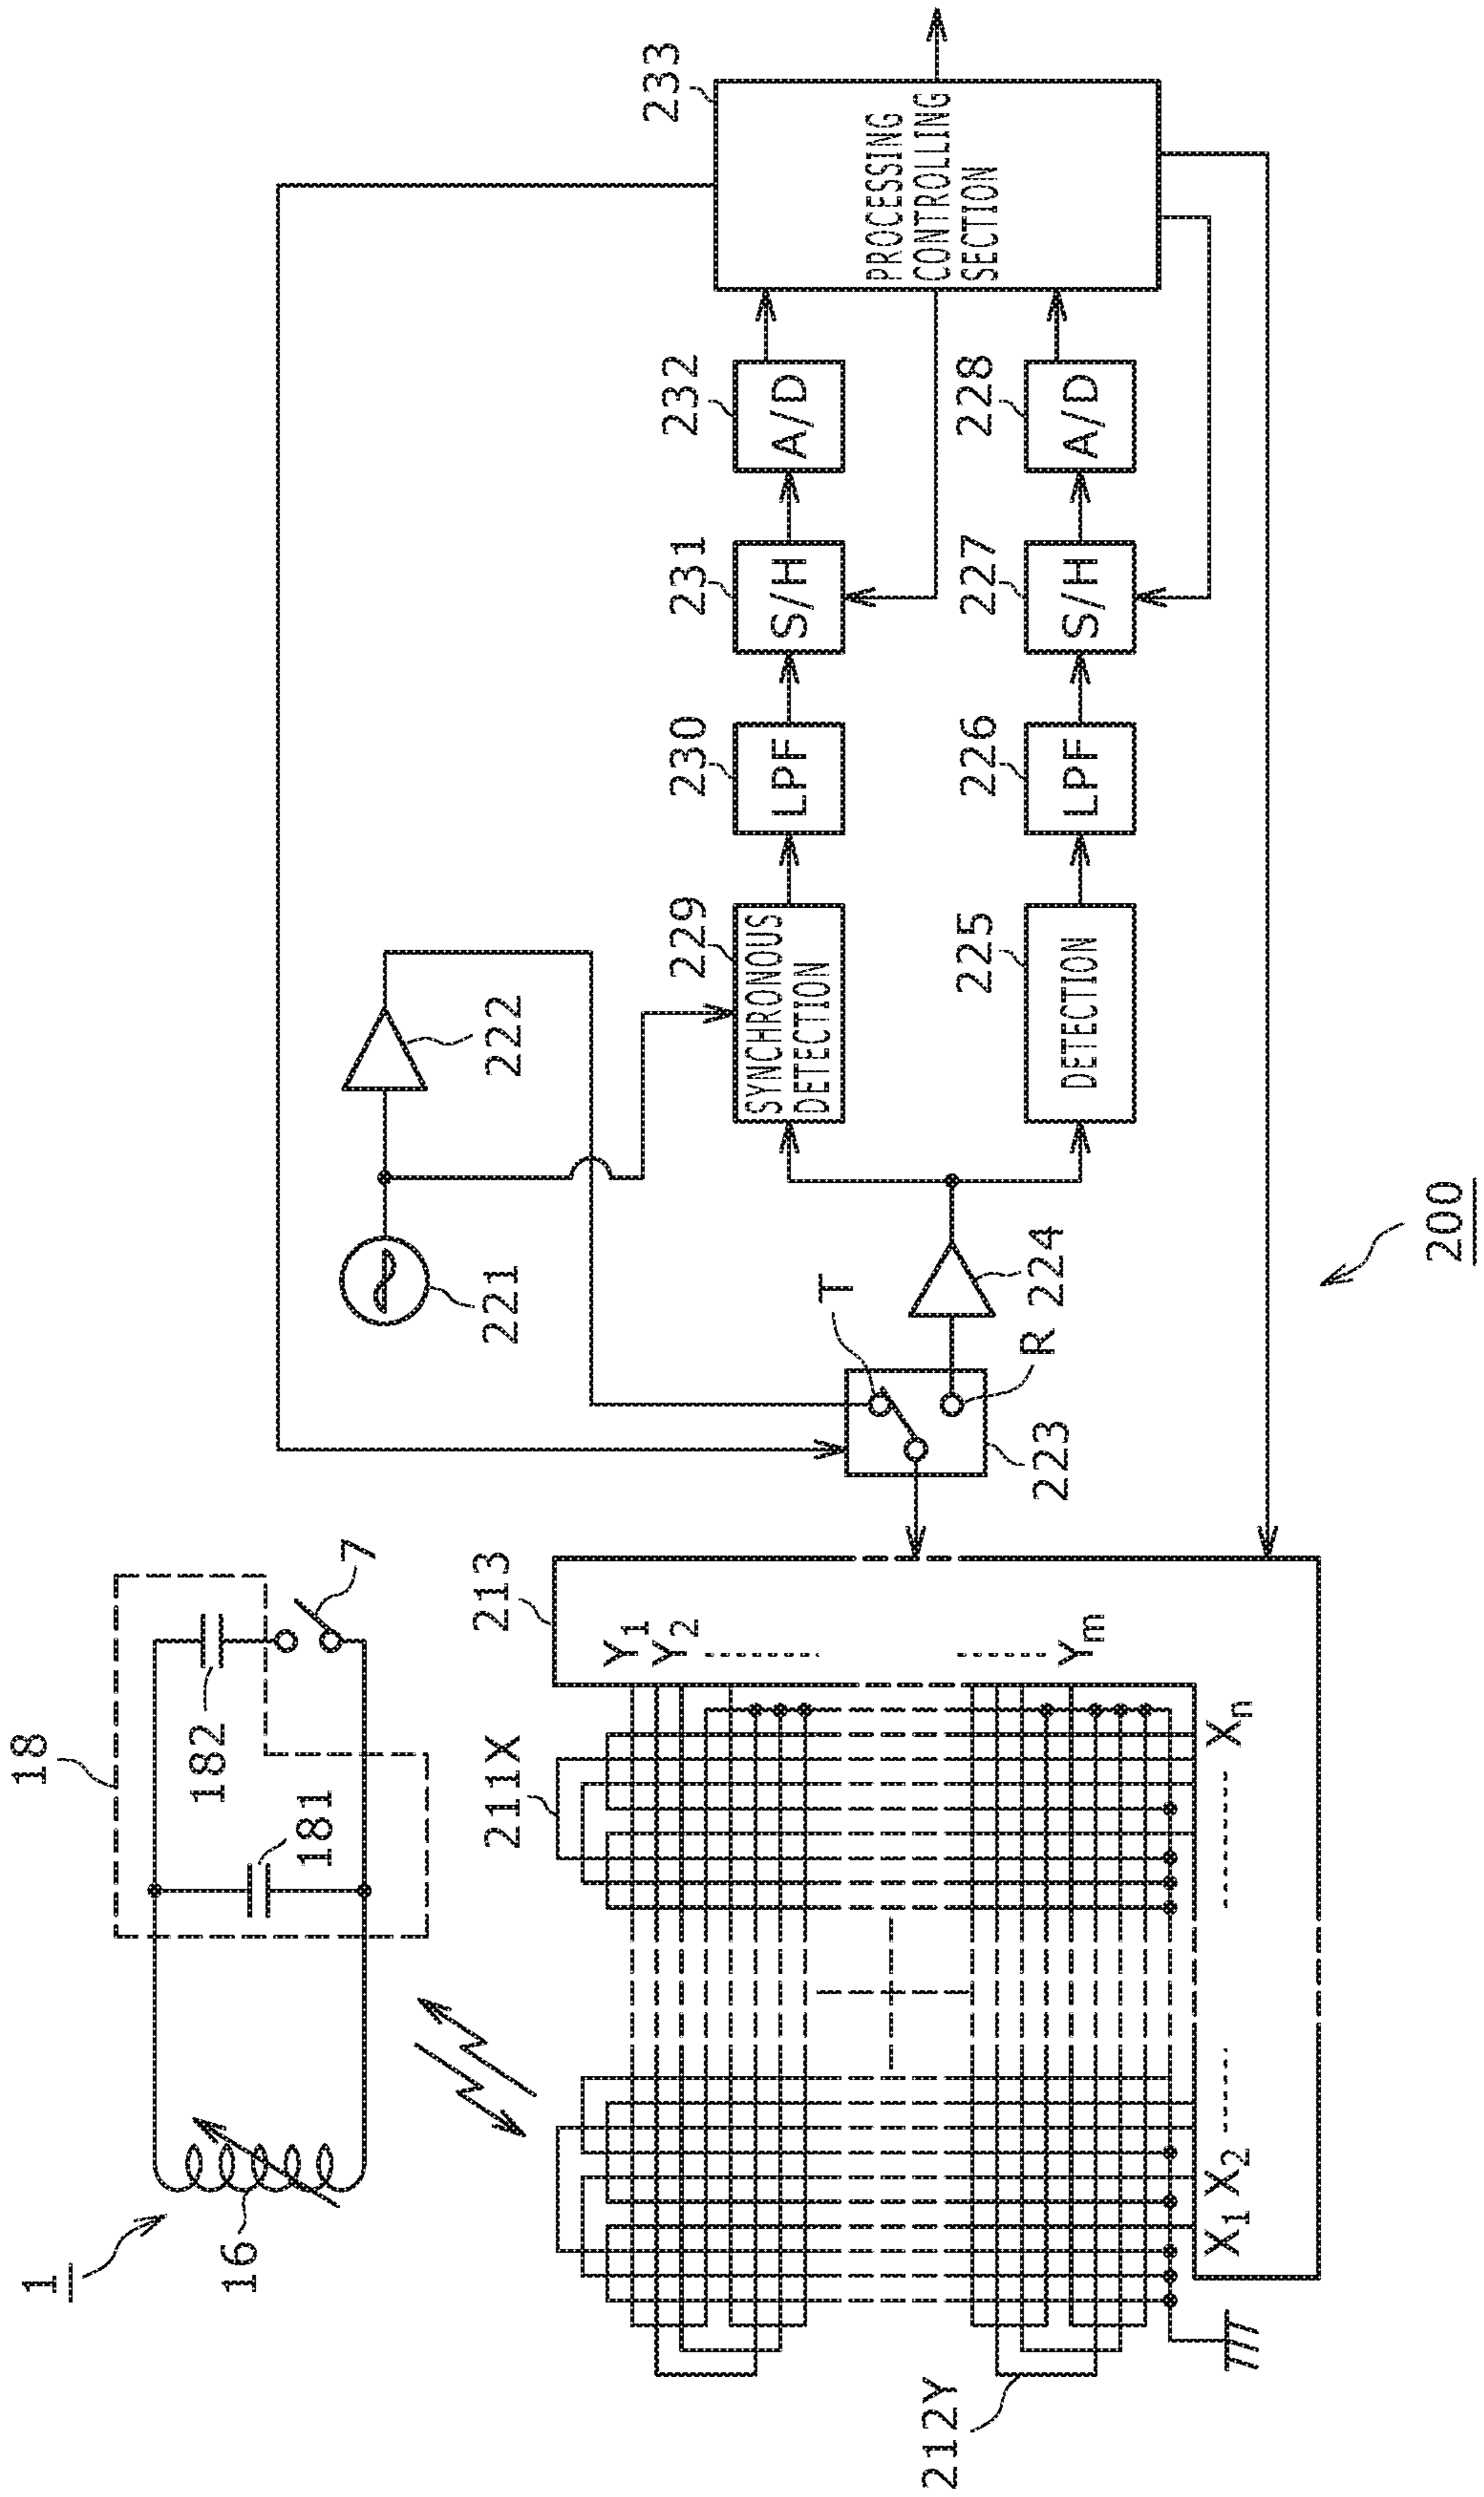 1
16
18
182
181
7
221
222
233
PROCESSING
CONTROLLING
SECTION
229
SYNCHRONOUS
DETECTION
230
LPF
231
S/H
232
A/D
225
DETECTION
226
LPF
227
S/H
228
A/D
T
R
224
223
213
211X
212Y
Y1
Y2
Ym
X1 X2
Xn
200